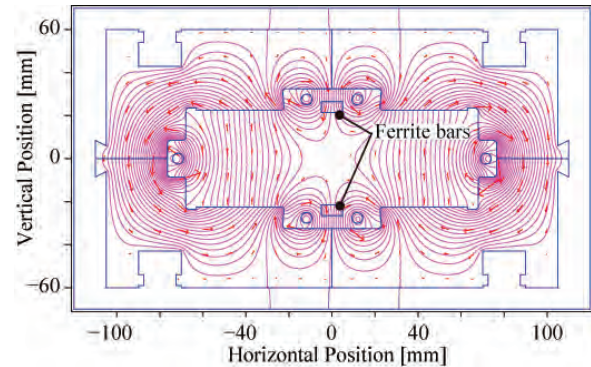 60
Ferrite bars
0
−60
Vertical Position [mm]
−100
−40
0
40
100
Horizontal Position [mm]